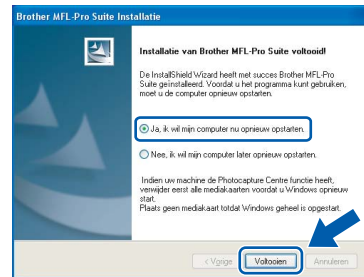 Brother MFL-Pro Suite Installatie
Installatie van Brother MFL-Pro Suite voltooid!
De InstallShield Wizard heeft met succes Brother MFL-Pro
Suite geïnstalleerd. Voordat u het programma kunt gebruiken,
moet u de computer opnieuw opstarten.
Ja, ik wil mijn computer nu opnieuw opstarten.
Nee, ik wil mijn computer later opnieuw opstarten.
Indien uw machine de Photocapture Centre functie heeft,
verwijder eerst alle mediakaarten voordat u Windows opnieuw
start.
Plaats geen mediakaart totdat Windows geheel is opgestart.
< Vorige
Voltooien
Annuleren